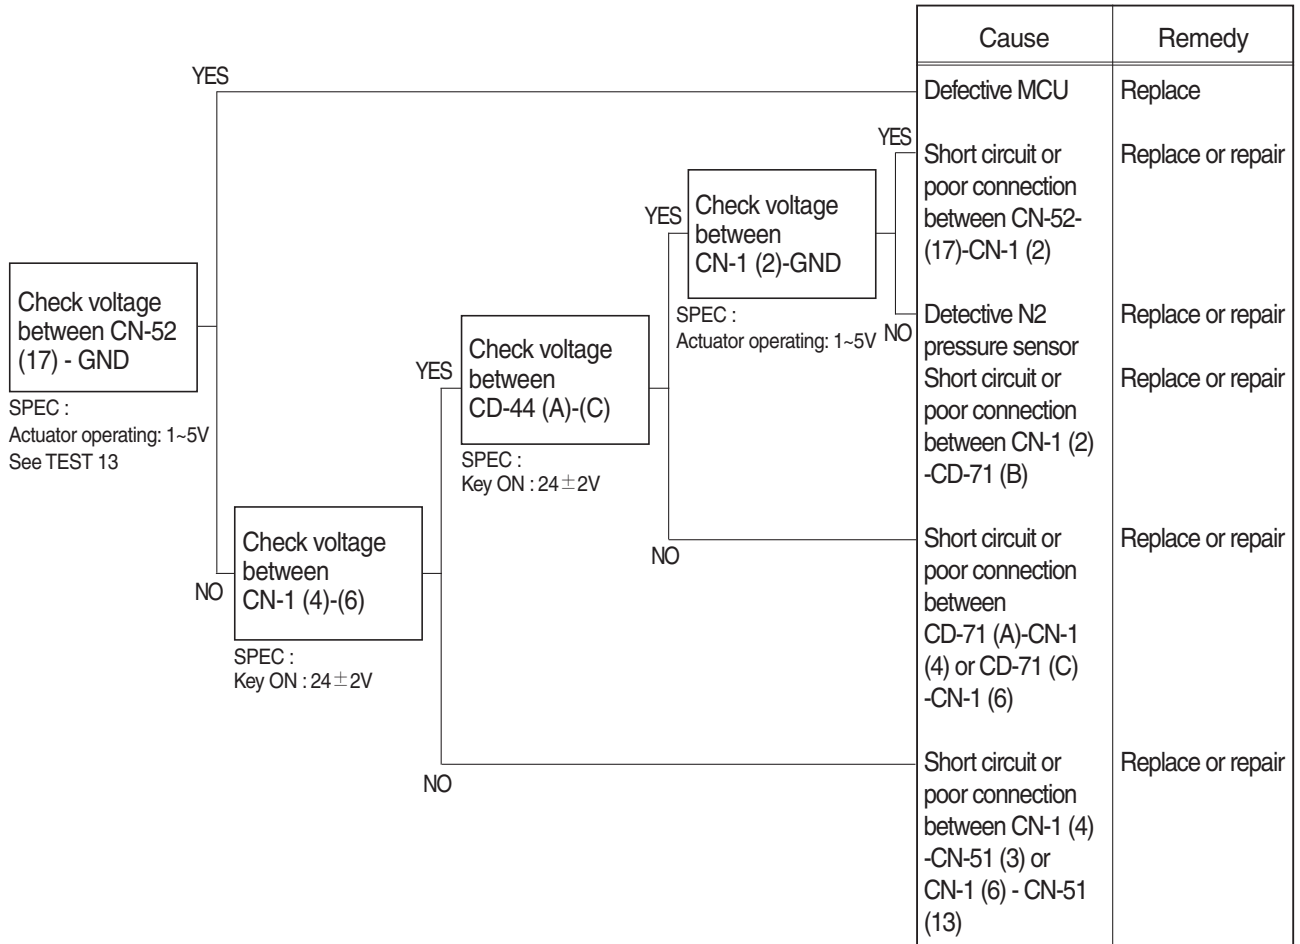 Cause
Remedy
YES
Defective MCU
Replace
YES
Short circuit or
poor connection
between CN-52-
(17)-CN-1 (2)
Replace or repair
YES
Check voltage
between
CN-1 (2)-GND
SPEC :
Actuator operating: 1~5V
NO
Detective N2
pressure sensor
Replace or repair
Short circuit or
poor connection
between CN-1 (2)
-CD-71 (B)
Replace or repair
Check voltage
between CN-52
(17) - GND
SPEC :
Actuator operating: 1~5V
See TEST 13
YES
Check voltage
between
CD-44 (A)-(C)
SPEC :
Key ON : 24±2V
NO
Short circuit or
poor connection
between
CD-71 (A)-CN-1
(4) or CD-71 (C)
-CN-1 (6)
Replace or repair
NO
Check voltage
between
CN-1 (4)-(6)
SPEC :
Key ON : 24±2V
NO
Short circuit or
poor connection
between CN-1 (4)
-CN-51 (3) or
CN-1 (6) - CN-51
(13)
Replace or repair